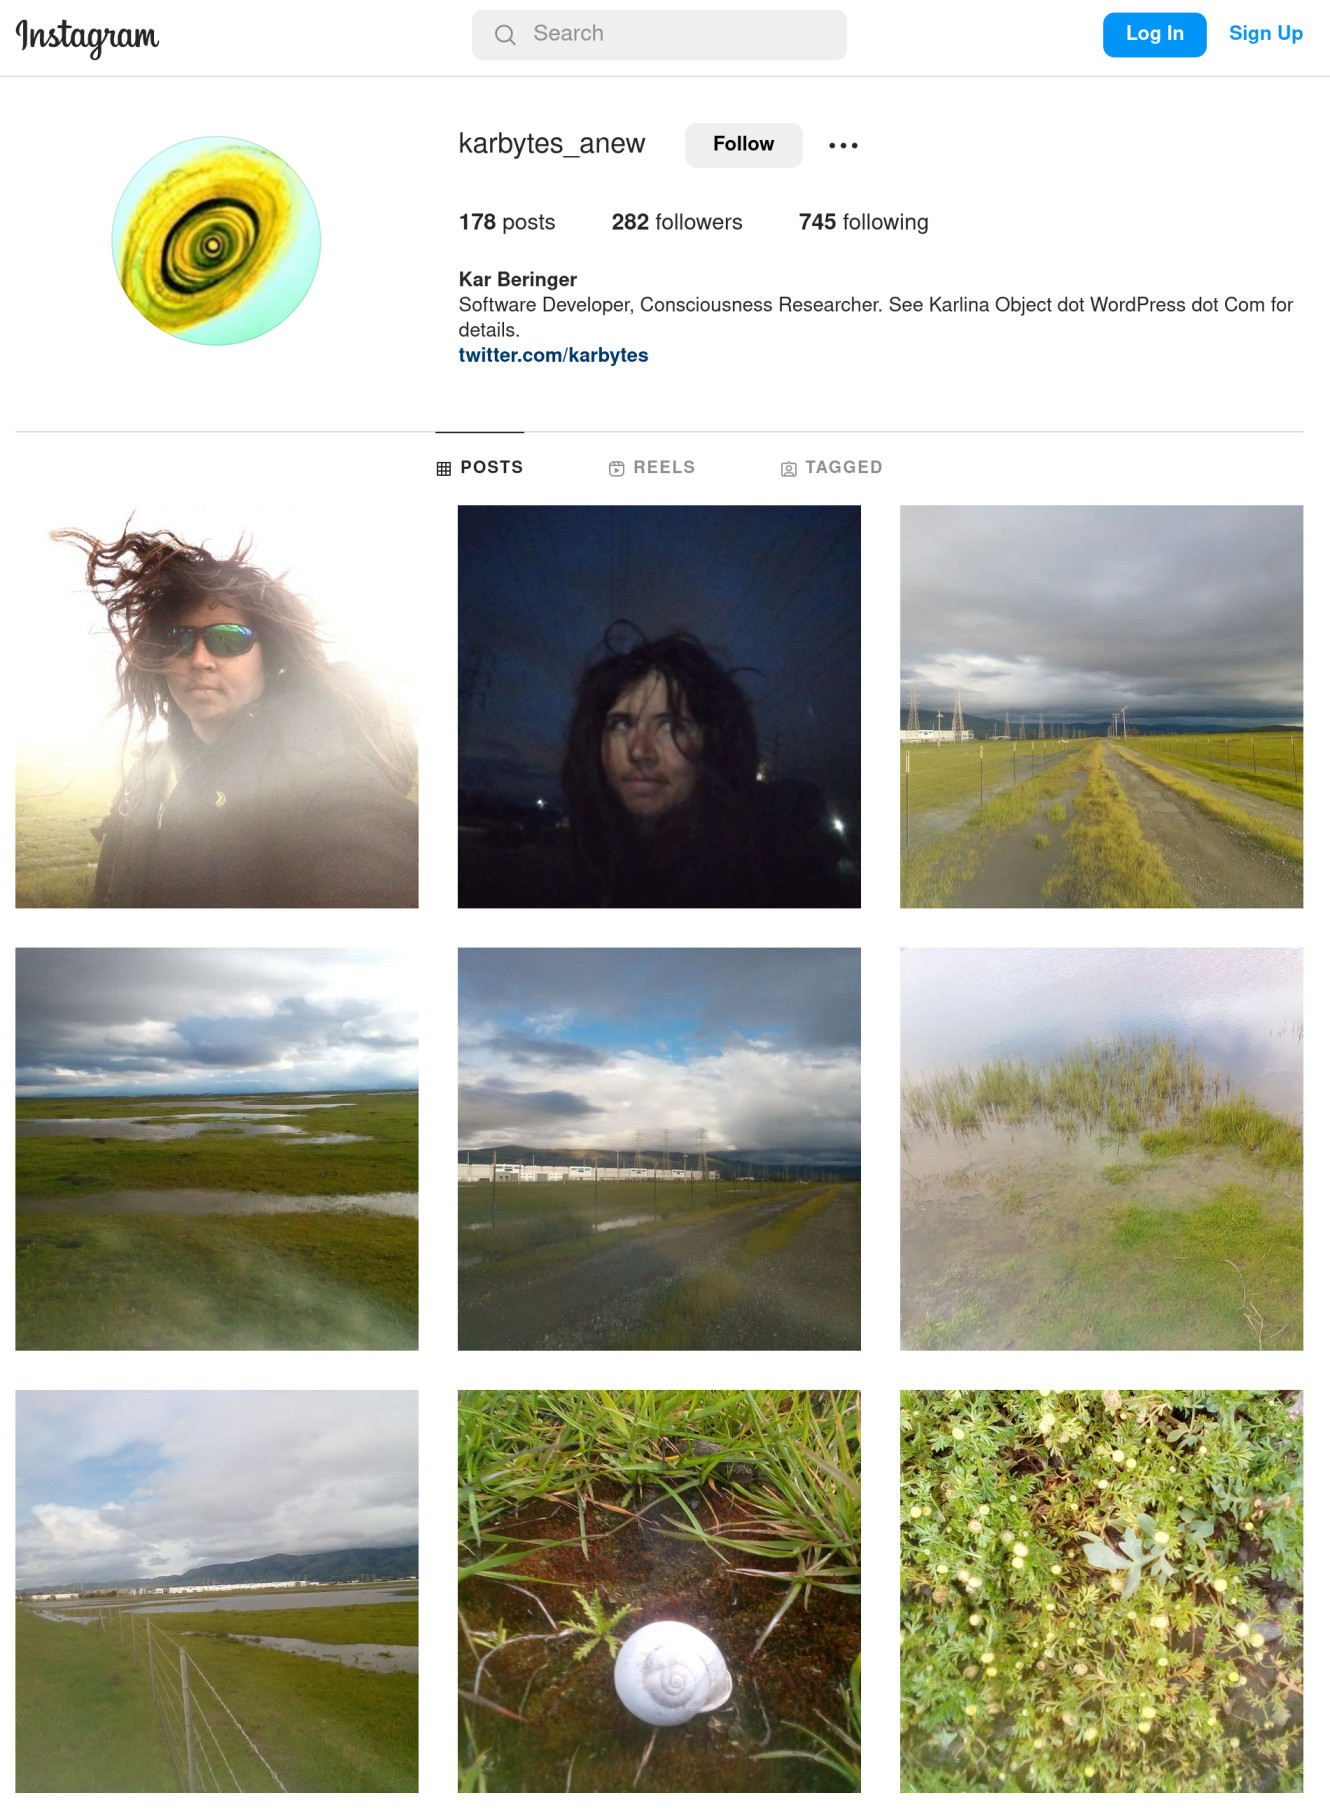 Instagram
Search
Log In
Sign Up
karbytes_anew
Follow
178 posts
282 followers
745 following
Kar Beringer
Software Developer, Consciousness Researcher. See Karlina Object dot WordPress dot Com for
details.
twitter.com/karbytes
POSTS
REELS
TAGGED